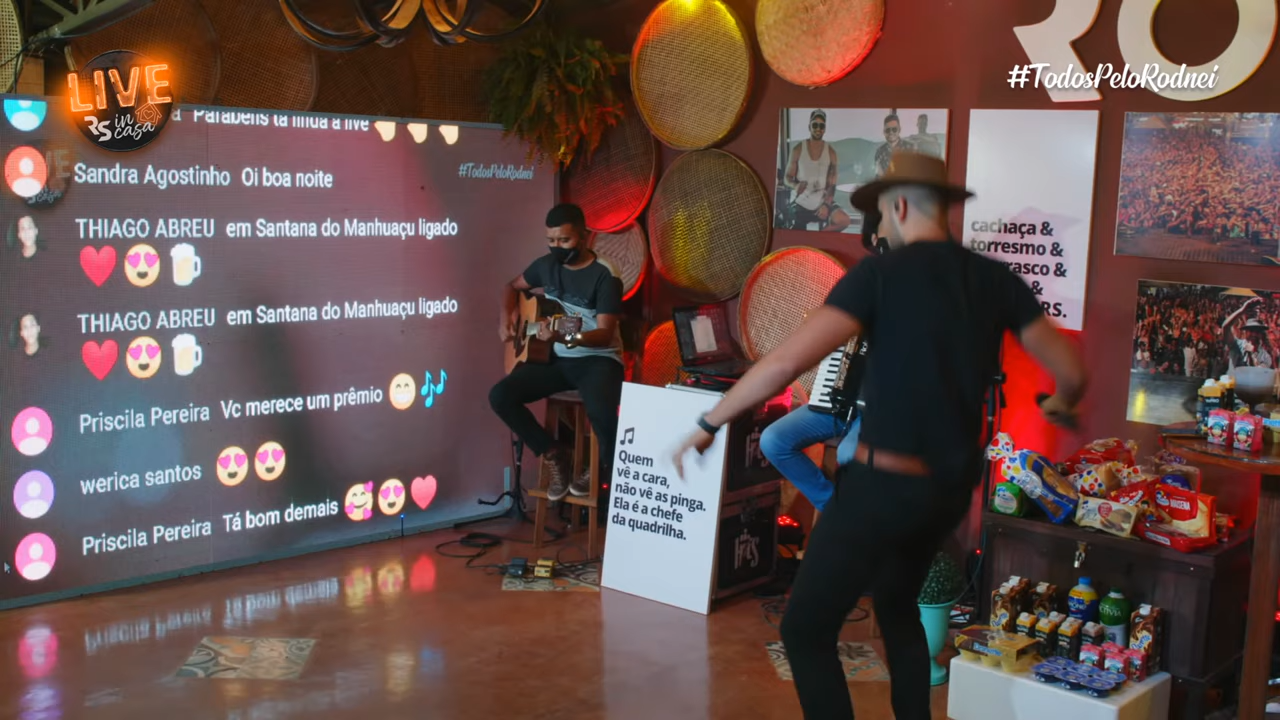 LIVE
RS in casa
#TodosPeloRodnei
RO
Parabéns tá linda a live
#TodosPeloRodnei
Sandra Agostinho Oi boa noite
THIAGO ABREU em Santana do Manhuaçu ligado
❤️😍🍺
THIAGO ABREU em Santana do Manhuaçu ligado
❤️😍🍺
Priscila Pereira Vc merece um prêmio 😁🎶
werica santos 😍😍
Priscila Pereira Tá bom demais 🥰😍❤️
Quem
vê a cara,
não vê as pinga.
Ela é a chefe
da quadrilha.
cachaça &
torresmo &
rasco &
&
RS.